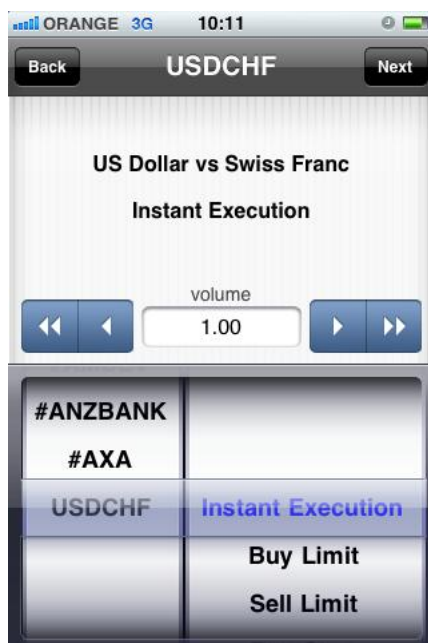 ORANGE 3G 10:11
Back USDCHF Next
US Dollar vs Swiss Franc
Instant Execution
volume
1.00
#ANZBANK
#AXA
USDCHF Instant Execution
Buy Limit
Sell Limit